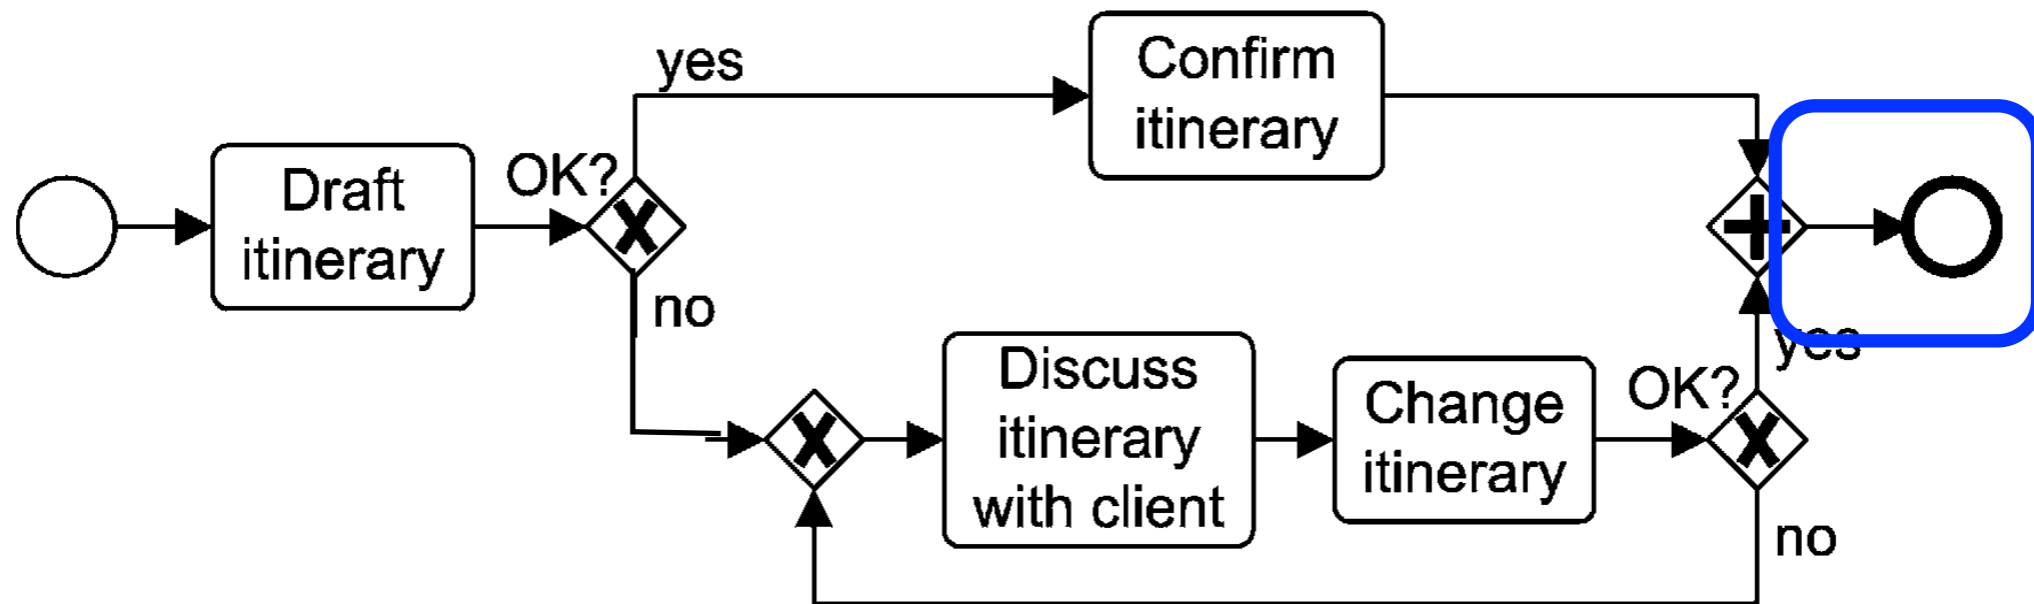 yes
Confirm
itinerary
Draft
itinerary
OK?
no
Discuss
itinerary
with client
Change
itinerary
OK?
yes
no